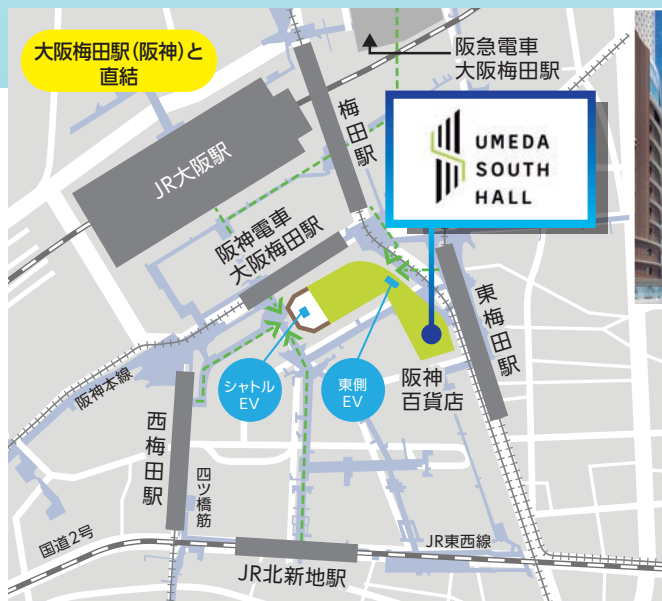 大阪梅田駅(阪神)と
直結
阪急電車
大阪梅田駅
梅田駅
UMEDA
SOUTH
HALL
JR大阪駅
阪神電車
大阪梅田駅
東梅田駅
シャトル
EV
東側
EV
阪神
百貨店
阪神本線
西梅田駅
四ツ橋筋
国道2号
JR東西線
JR北新地駅